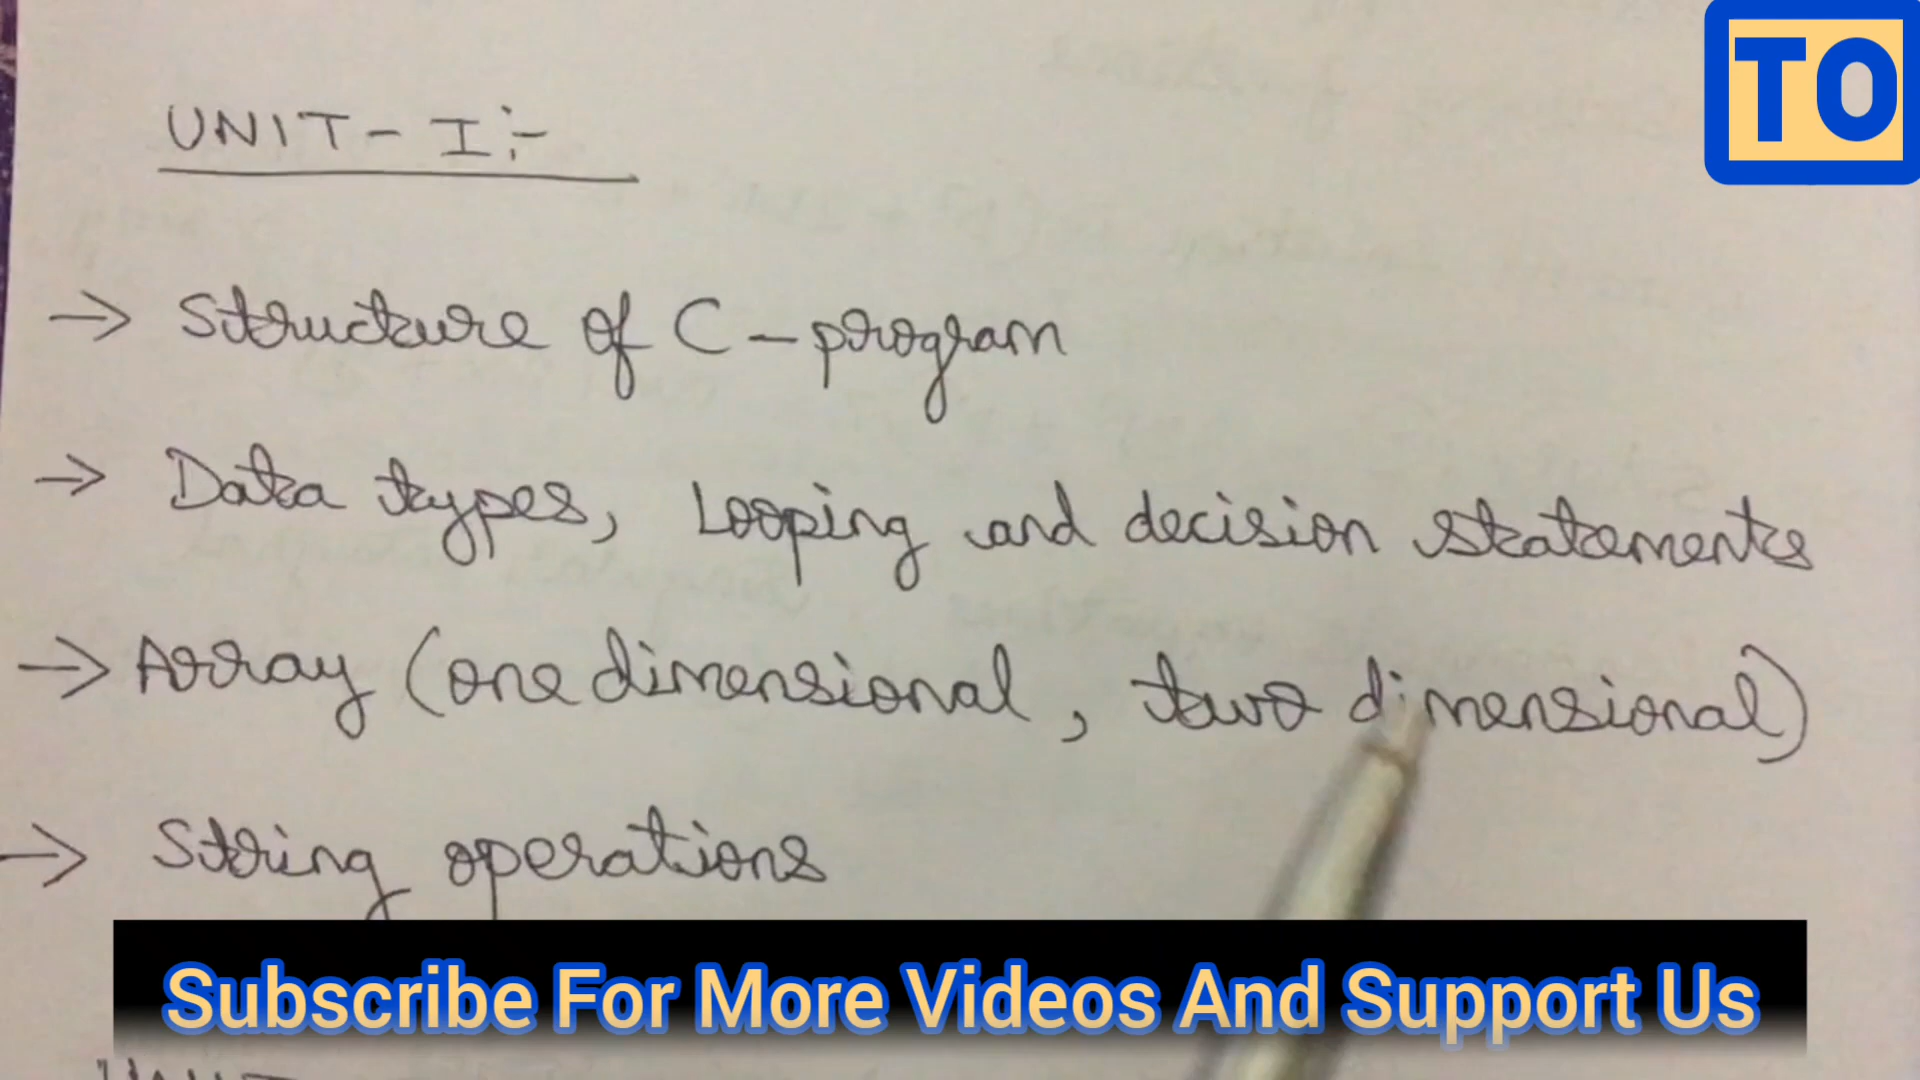 TO
UNIT - I :-
→ Structure of C - program
→ Data types, Looping and decision statements
→ Array (one dimensional, two dimensional)
→ String operations
Subscribe For More Videos And Support Us